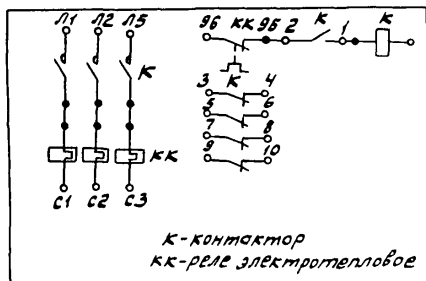 Л1 Л2 Л5 96 КК 95 2 К 1 К
К
К
3 4
5 6
7 8
9 10
КК
С1 С2 С3
К-контактор
КК-реле электротепловое